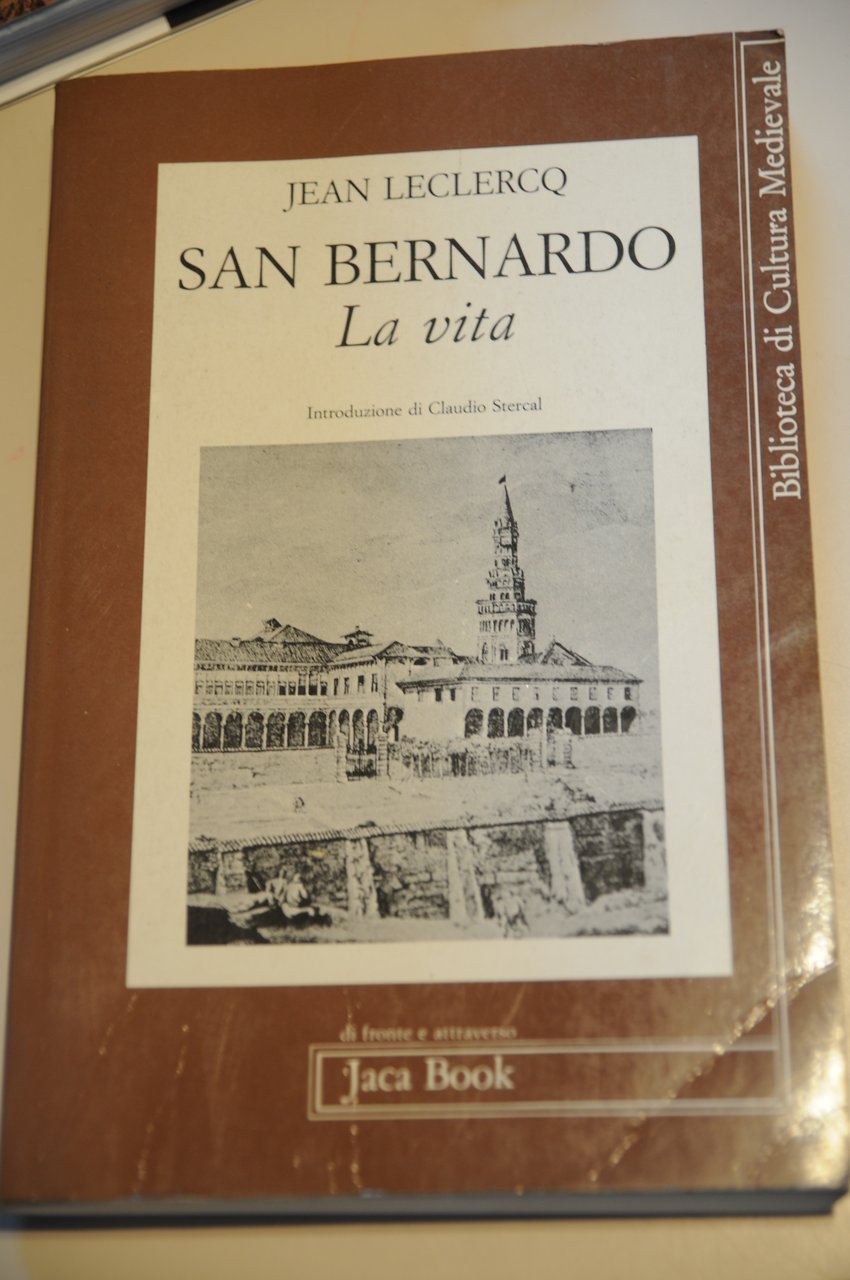 JEAN LECLERCQ
SAN BERNARDO
La vita
Introduzione di Claudio Stercal
Biblioteca di Cultura Medievale
di fronte e attraverso
Jaca Book